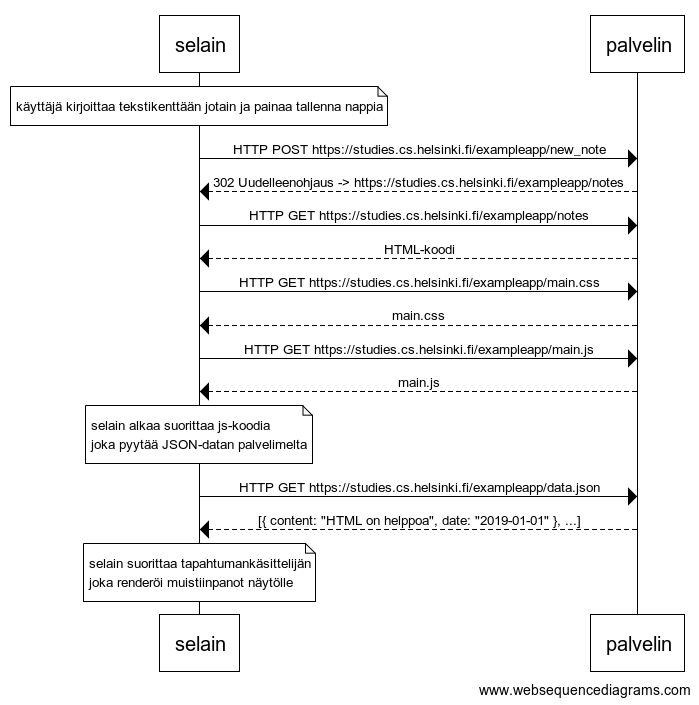 selain
palvelin
käyttäjä kirjoittaa tekstikenttään jotain ja painaa tallenna nappia
HTTP POST https://studies.cs.helsinki.fi/exampleapp/new_note
302 Uudelleenohjaus -> https://studies.cs.helsinki.fi/exampleapp/notes
HTTP GET https://studies.cs.helsinki.fi/exampleapp/notes
HTML-koodi
HTTP GET https://studies.cs.helsinki.fi/exampleapp/main.css
main.css
HTTP GET https://studies.cs.helsinki.fi/exampleapp/main.js
main.js
selain alkaa suorittaa js-koodia
joka pyytää JSON-datan palvelimelta
HTTP GET https://studies.cs.helsinki.fi/exampleapp/data.json
[{ content: "HTML on helppoa", date: "2019-01-01" }, ...]
selain suorittaa tapahtumankäsittelijän
joka renderöi muistiinpanot näytölle
selain
palvelin
www.websequencediagrams.com